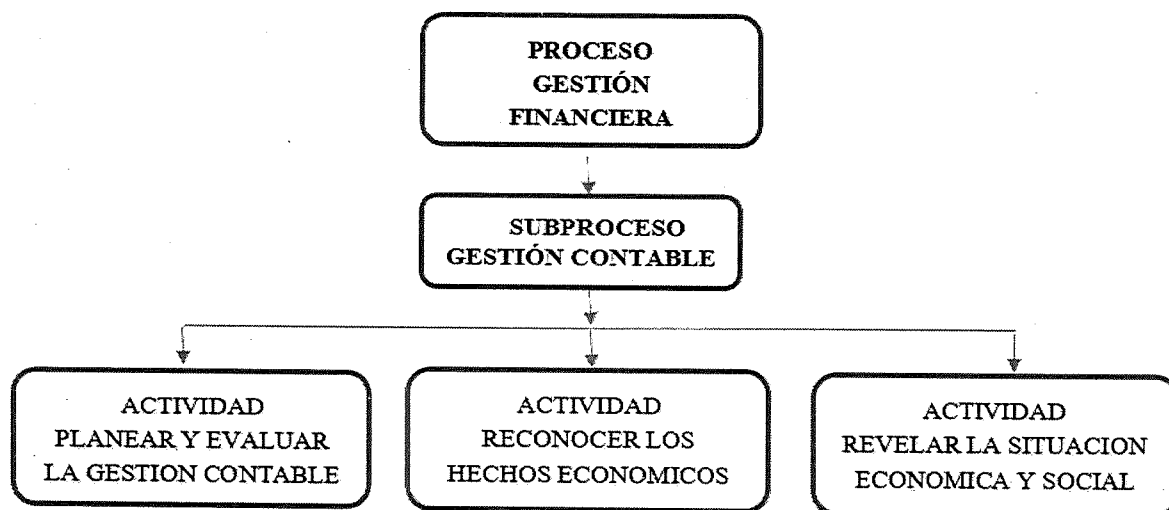 PROCESO
GESTIÓN
FINANCIERA
SUBPROCESO
GESTIÓN CONTABLE
ACTIVIDAD
PLANEAR Y EVALUAR
LA GESTION CONTABLE
ACTIVIDAD
RECONOCER LOS
HECHOS ECONOMICOS
ACTIVIDAD
REVELAR LA SITUACION
ECONOMICA Y SOCIAL